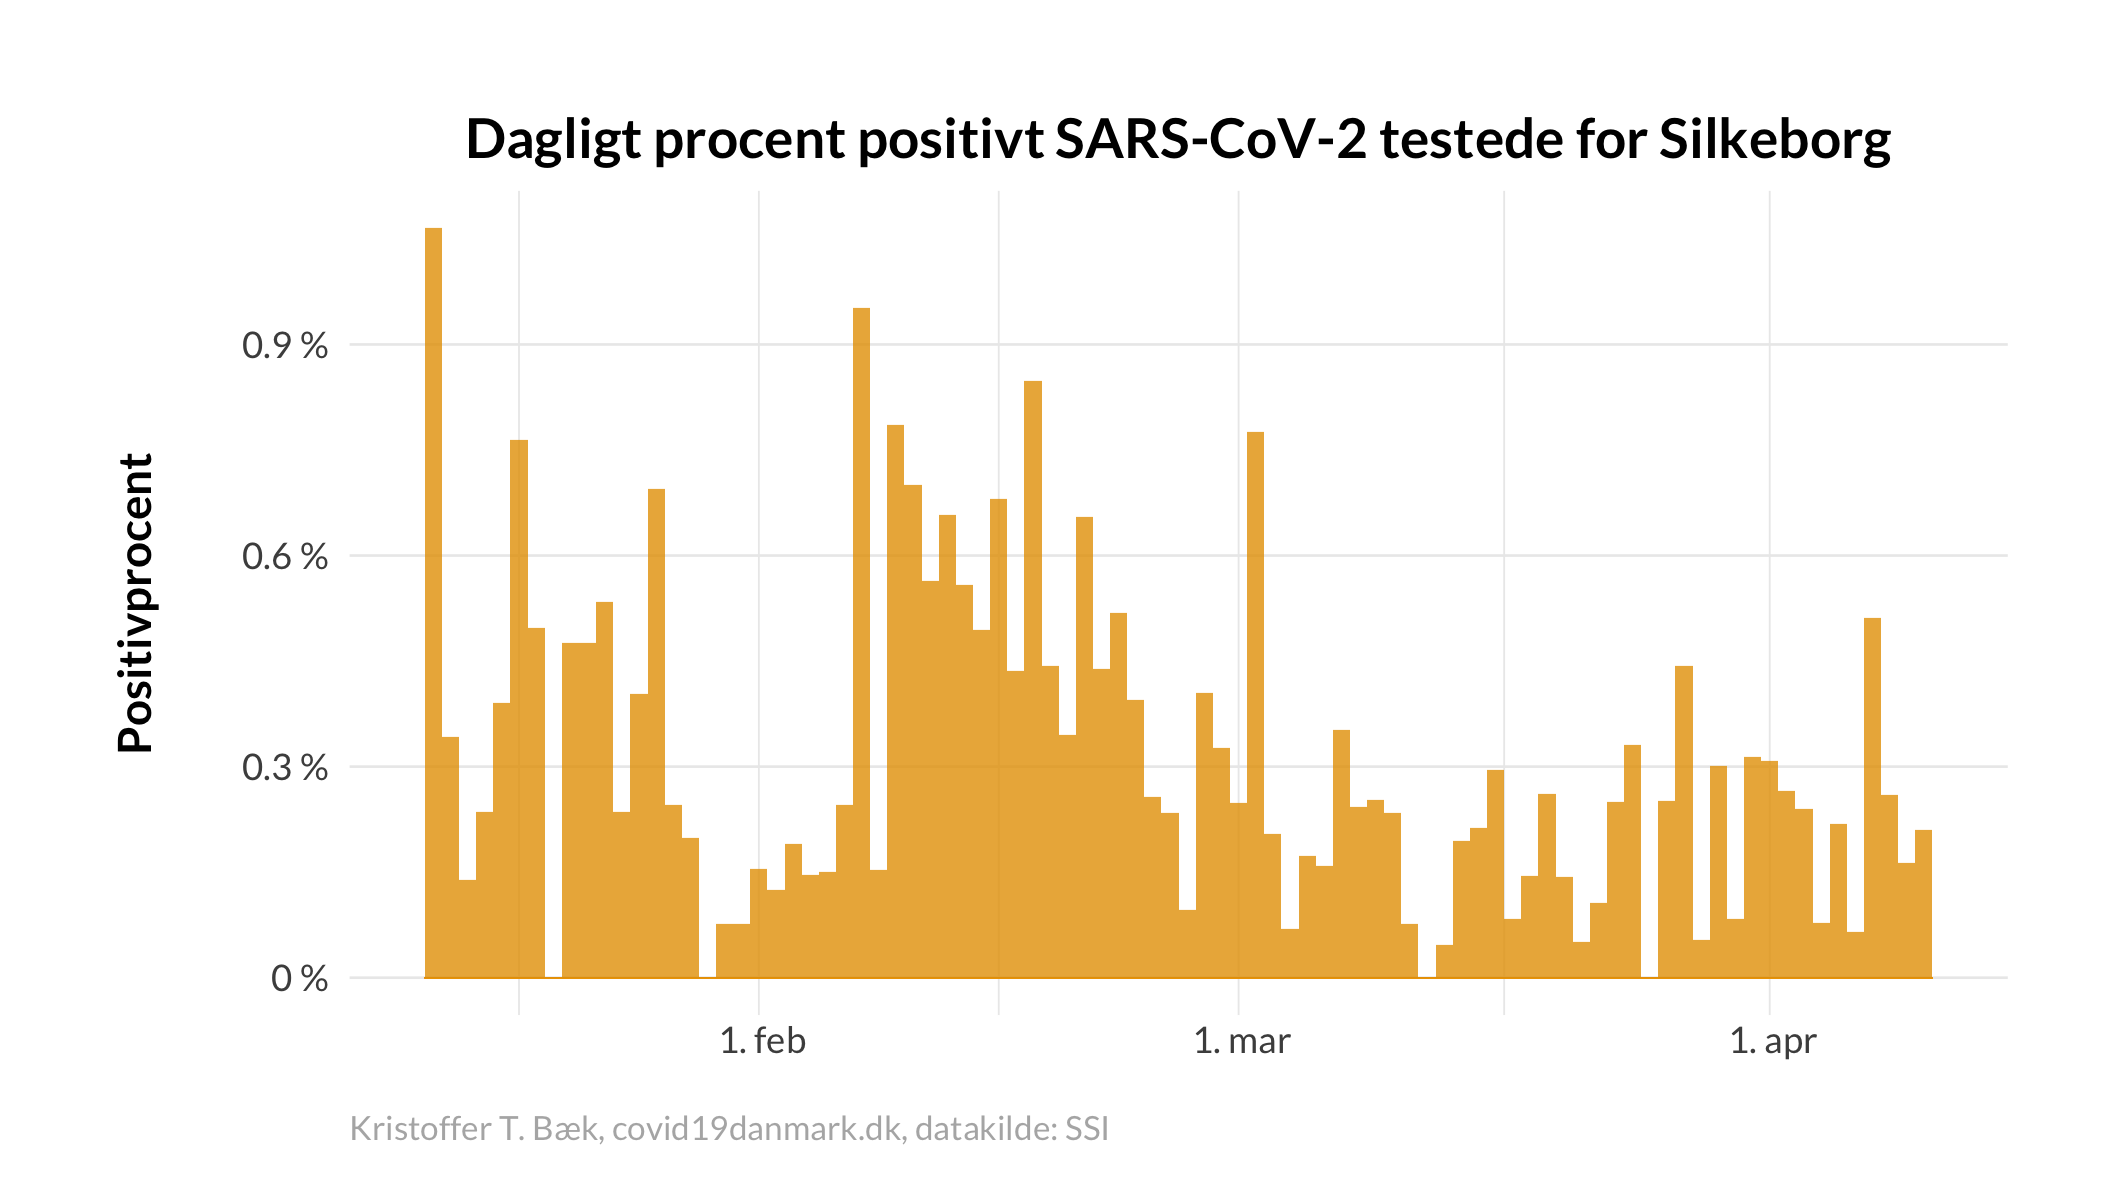 Dagligt procent positivt SARS-CoV-2 testede for Silkeborg
Positivprocent
0.9 %
0.6 %
0.3 %
0 %
1. feb
1. mar
1. apr
Kristoffer T. Bæk, covid19danmark.dk, datakilde: SSI